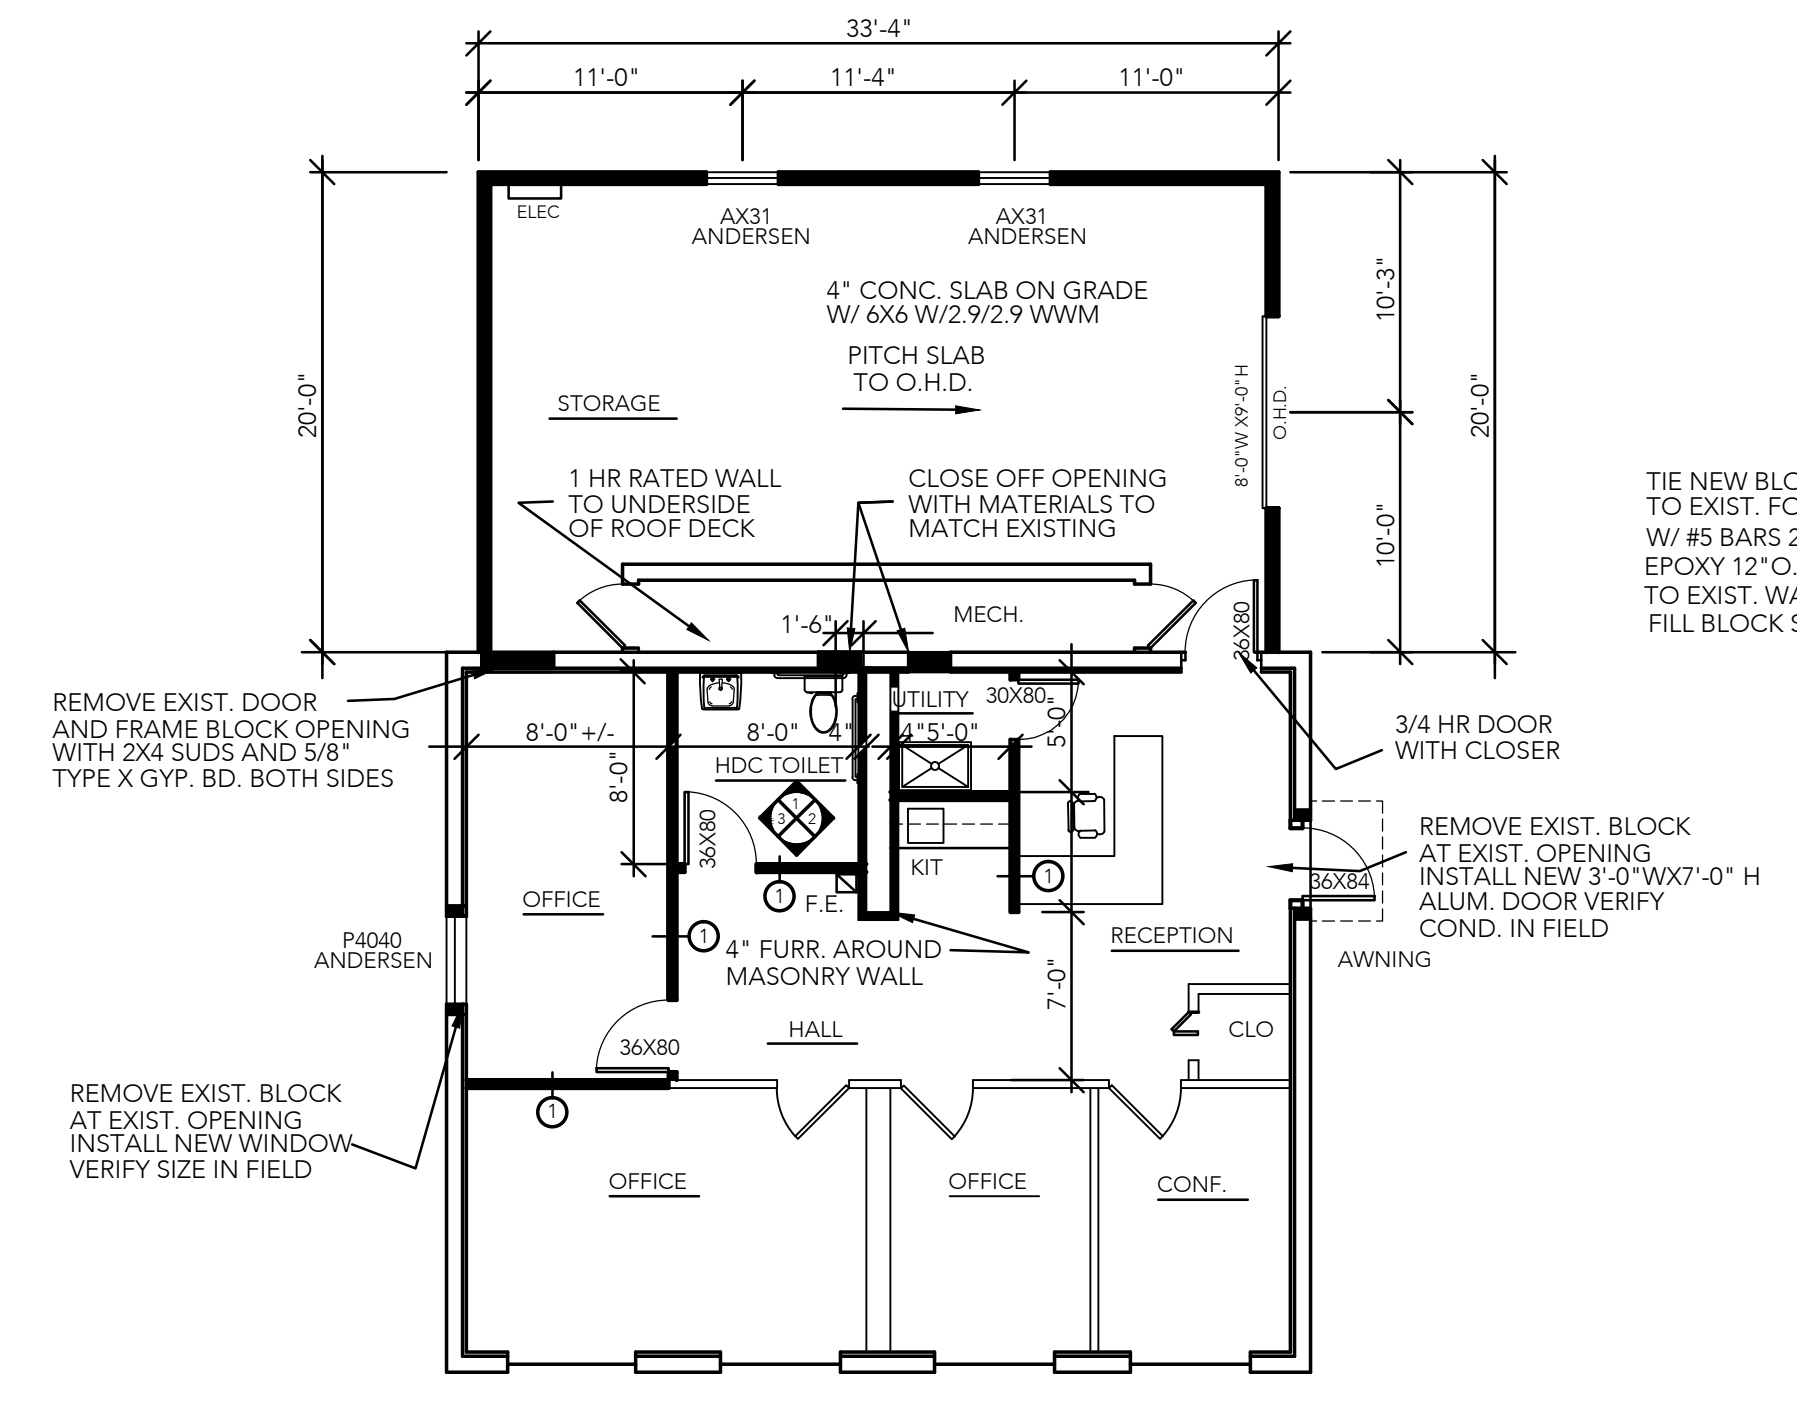 33'-4"
11'-0"
11'-4"
11'-0"
ELEC
AX31
ANDERSEN
AX31
ANDERSEN
4" CONC. SLAB ON GRADE
W/ 6X6 W/2.9/2.9 WWM
PITCH SLAB
TO O.H.D.
STORAGE
20'-0"
10'-3"
20'-0"
8'-0"W X9'-0"H
O.H.D.
10'-0"
1 HR RATED WALL
TO UNDERSIDE
OF ROOF DECK
CLOSE OFF OPENING
WITH MATERIALS TO
MATCH EXISTING
TIE NEW BLO
TO EXIST. FO
W/ #5 BARS 2
EPOXY 12"O.
TO EXIST. WA
FILL BLOCK S
MECH.
1'-6"
36X80
REMOVE EXIST. DOOR
AND FRAME BLOCK OPENING
WITH 2X4 SUDS AND 5/8"
TYPE X GYP. BD. BOTH SIDES
UTILITY
30X80
3/4 HR DOOR
WITH CLOSER
8'-0"+/-
8'-0"
4"
4"
5'-0"
5'-0"
HDC TOILET
8'-0"
36X80
1
3
2
REMOVE EXIST. BLOCK
AT EXIST. OPENING
INSTALL NEW 3'-0"WX7'-0" H
ALUM. DOOR VERIFY
COND. IN FIELD
KIT
1
36X84
OFFICE
1
F.E.
1
RECEPTION
P4040
ANDERSEN
4" FURR. AROUND
MASONRY WALL
AWNING
7'-0"
HALL
CLO
36X80
REMOVE EXIST. BLOCK
AT EXIST. OPENING
INSTALL NEW WINDOW
VERIFY SIZE IN FIELD
1
OFFICE
OFFICE
CONF.